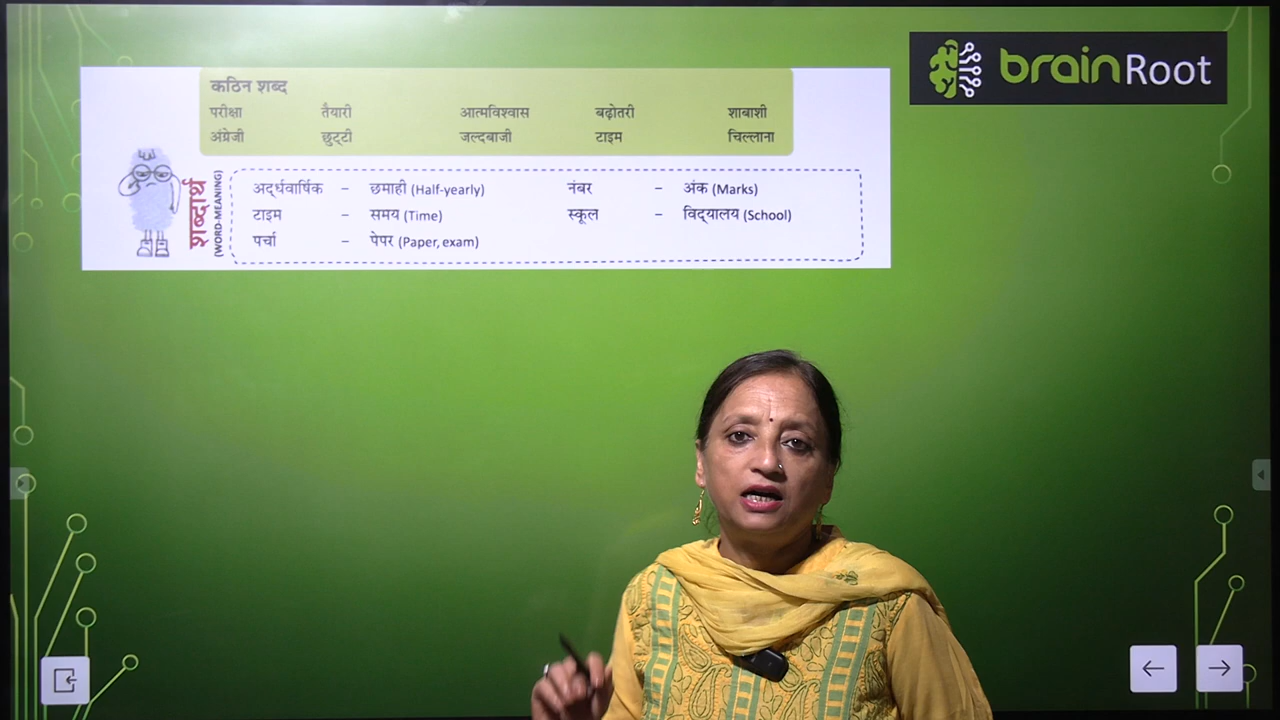 brainRoot
कठिन शब्द
परीक्षा तैयारी आत्मविश्वास बढ़ोतरी शाबाशी
अंग्रेजी छुट्टी जल्दबाजी टाइम चिल्लाना
शब्दार्थ
(WORD-MEANING)
अर्द्धवार्षिक – छमाही (Half-yearly) नंबर – अंक (Marks)
टाइम – समय (Time) स्कूल – विद्यालय (School)
पर्चा – पेपर (Paper, exam)